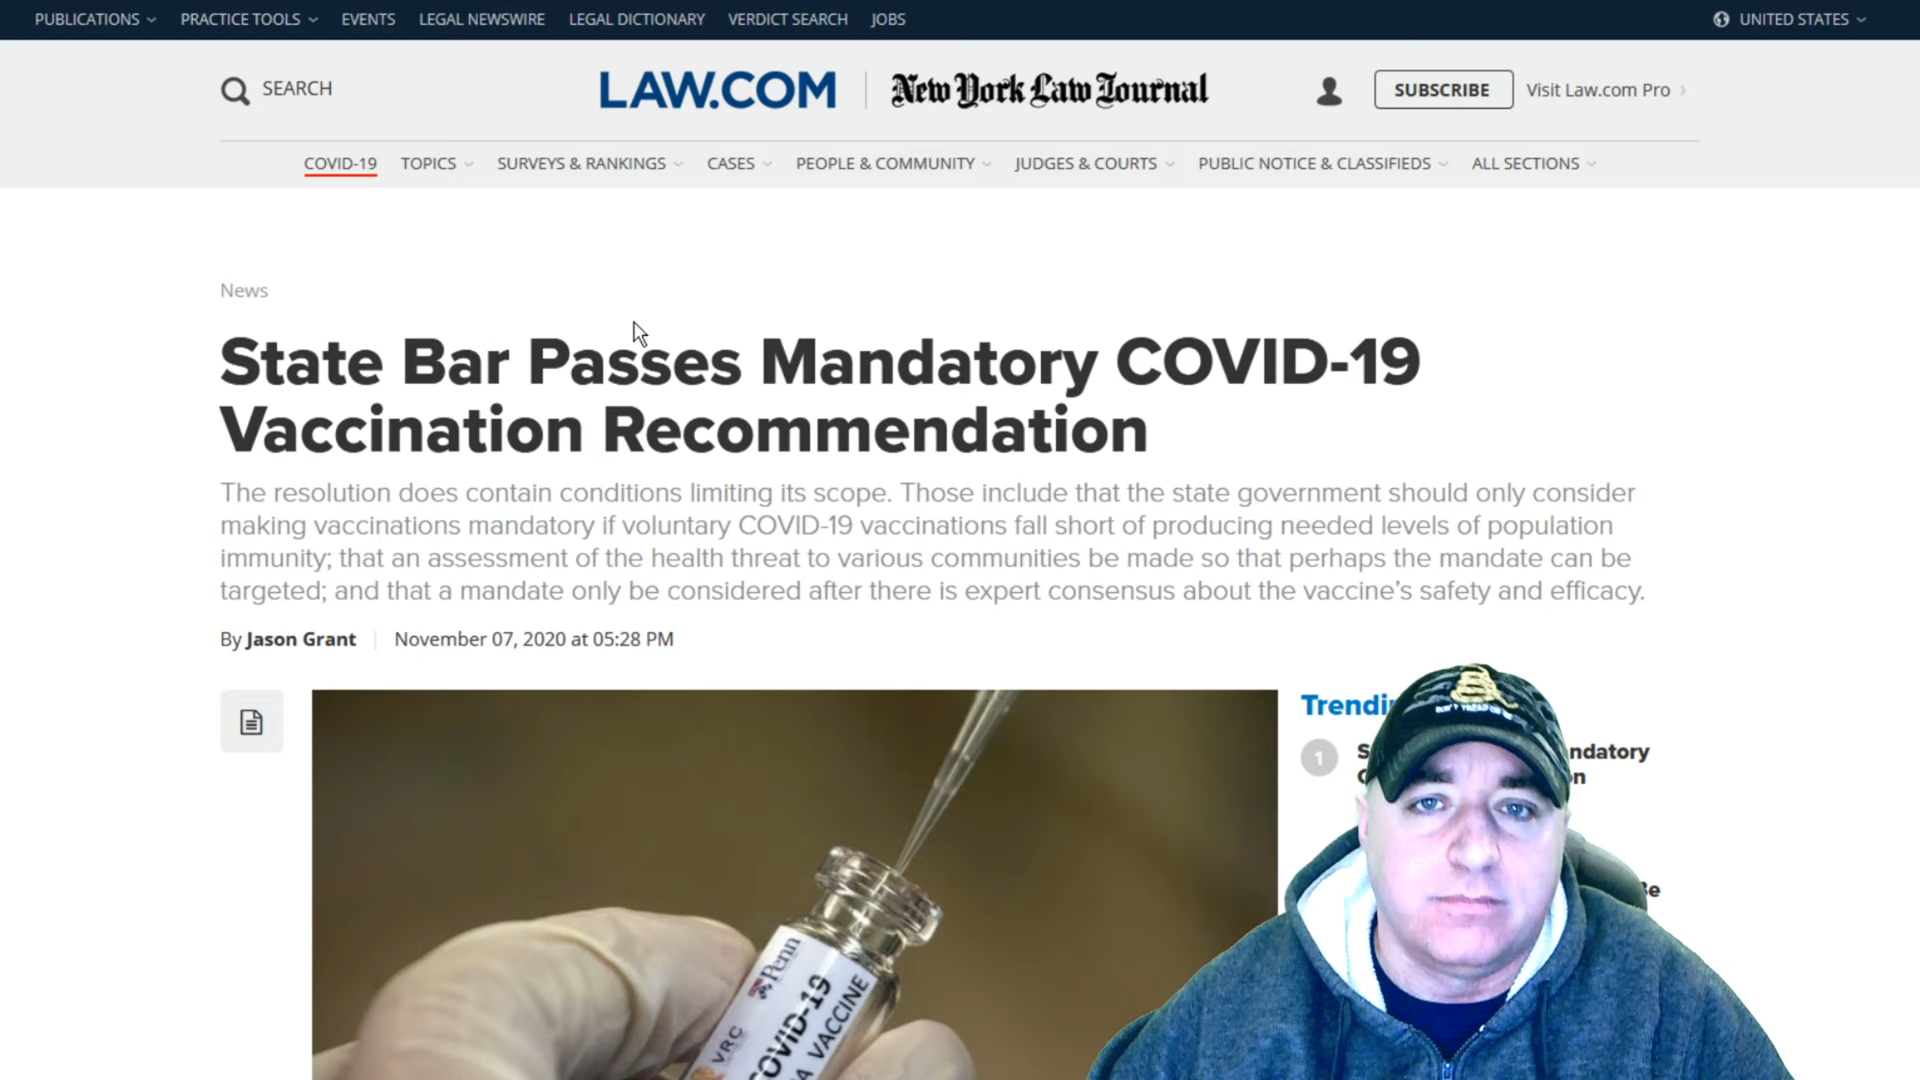 PUBLICATIONS PRACTICE TOOLS EVENTS LEGAL NEWSWIRE LEGAL DICTIONARY VERDICT SEARCH JOBS UNITED STATES
SEARCH LAW.COM New York Law Journal SUBSCRIBE Visit Law.com Pro
COVID-19 TOPICS SURVEYS & RANKINGS CASES PEOPLE & COMMUNITY JUDGES & COURTS PUBLIC NOTICE & CLASSIFIEDS ALL SECTIONS
News
State Bar Passes Mandatory COVID-19
Vaccination Recommendation
The resolution does contain conditions limiting its scope. Those include that the state government should only consider
making vaccinations mandatory if voluntary COVID-19 vaccinations fall short of producing needed levels of population
immunity; that an assessment of the health threat to various communities be made so that perhaps the mandate can be
targeted; and that a mandate only be considered after there is expert consensus about the vaccine's safety and efficacy.
By Jason Grant November 07, 2020 at 05:28 PM
1
DON'T TREAD ON ME
Penn
VRC
COVID-19
VACCINE